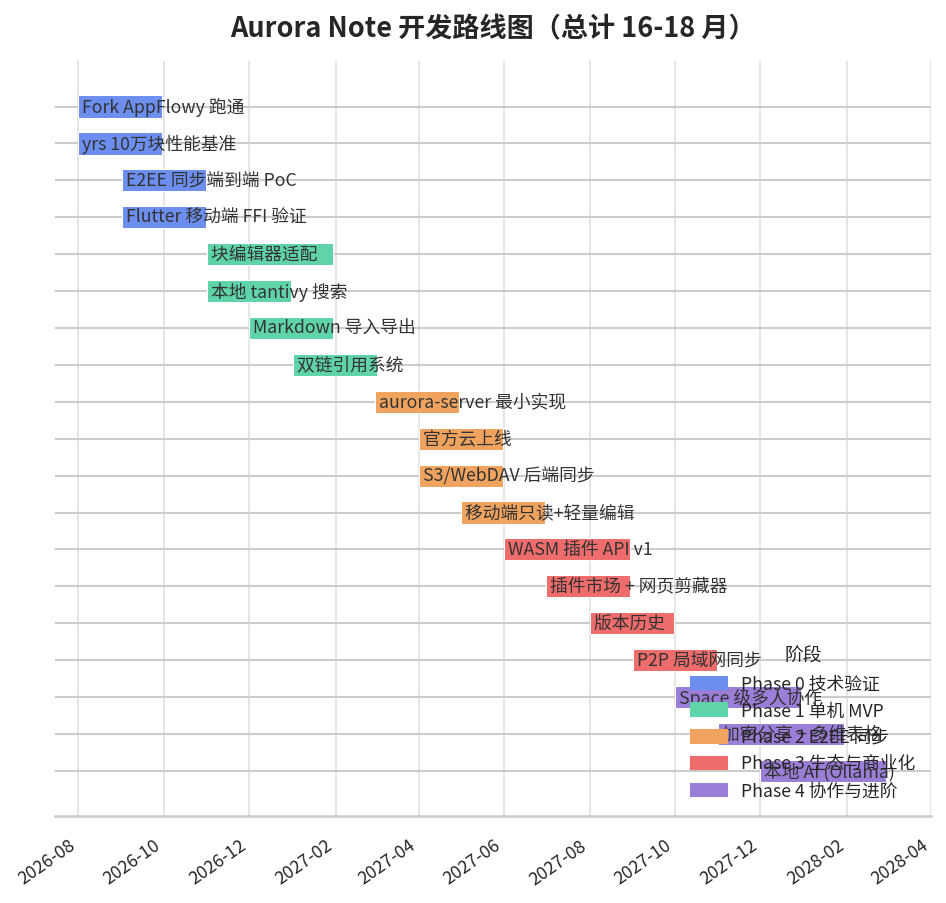 Aurora Note 开发路线图（总计 16-18 月）
Fork AppFlowy 跑通
yrs 10万块性能基准
E2EE 同步端到端 PoC
Flutter 移动端 FFI 验证
块编辑器适配
本地 tantivy 搜索
Markdown 导入导出
双链引用系统
aurora-server 最小实现
官方云上线
S3/WebDAV 后端同步
移动端只读+轻量编辑
WASM 插件 API v1
插件市场 + 网页剪藏器
版本历史
P2P 局域网同步
Space 级多人协作
加密分享 + 多维表格
本地 AI (Ollama)
阶段
Phase 0 技术验证
Phase 1 单机 MVP
Phase 2 E2EE 同步
Phase 3 生态与商业化
Phase 4 协作与进阶
2026-08
2026-10
2026-12
2027-02
2027-04
2027-06
2027-08
2027-10
2027-12
2028-02
2028-04